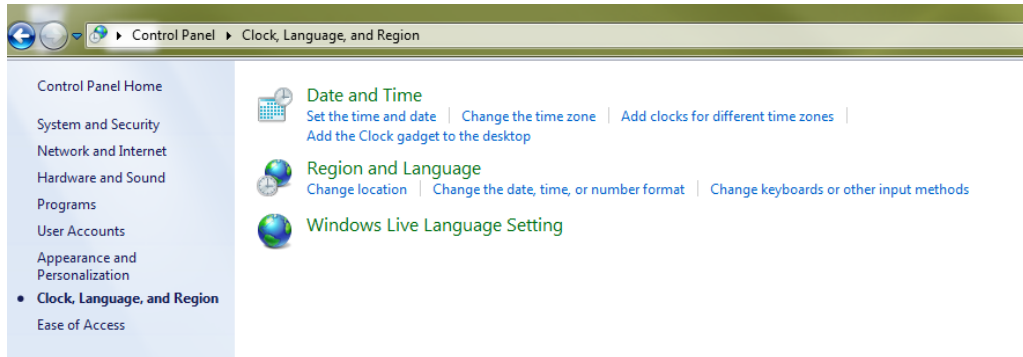 Control Panel Clock, Language, and Region
Control Panel Home
System and Security
Network and Internet
Hardware and Sound
Programs
User Accounts
Appearance and
Personalization
Clock, Language, and Region
Ease of Access
Date and Time
Set the time and date Change the time zone Add clocks for different time zones
Add the Clock gadget to the desktop
Region and Language
Change location Change the date, time, or number format Change keyboards or other input methods
Windows Live Language Setting